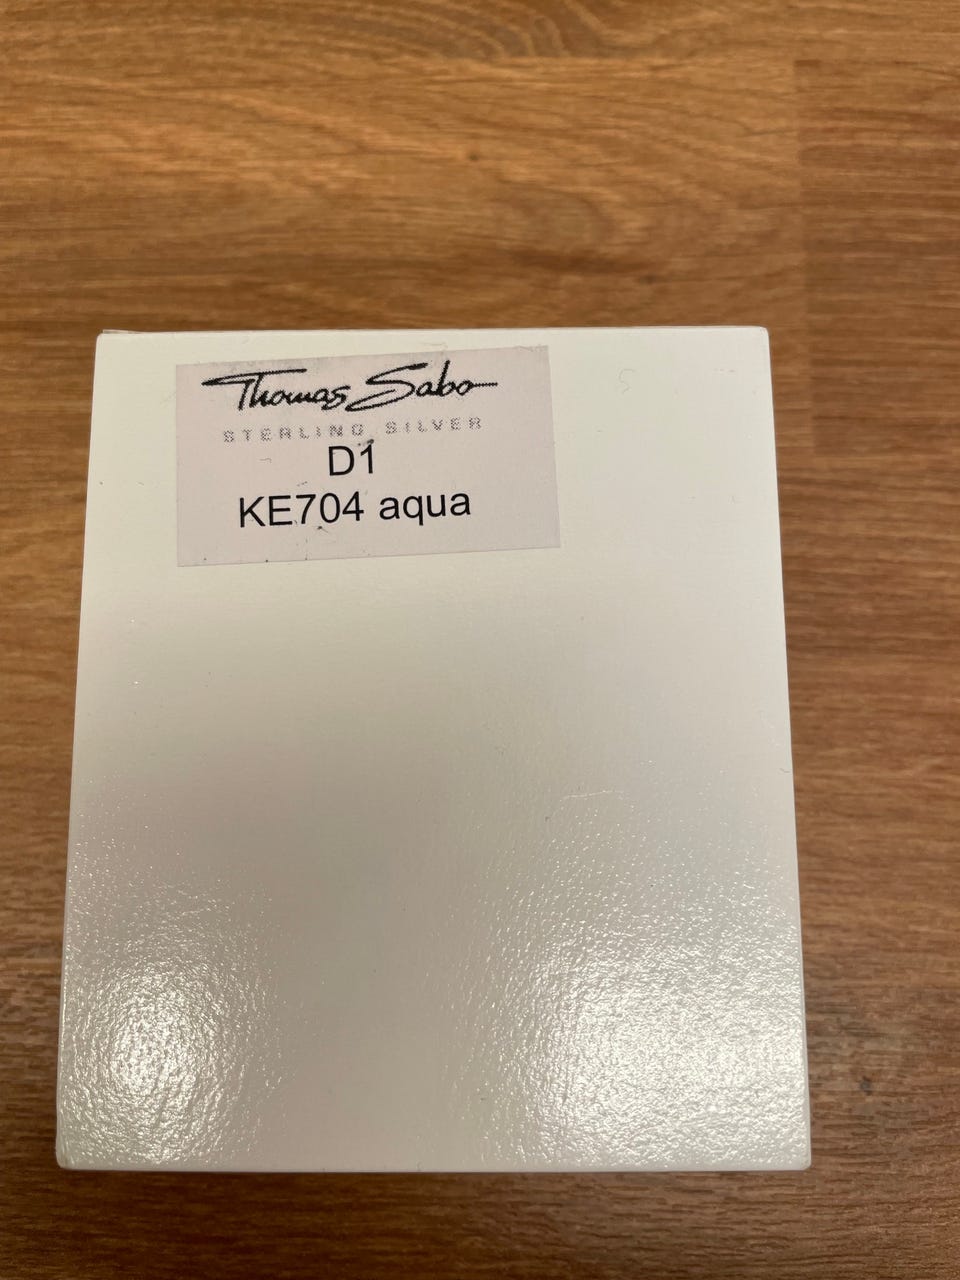 Thomas Sabo
STERLING SILVER
D1
KE704 aqua